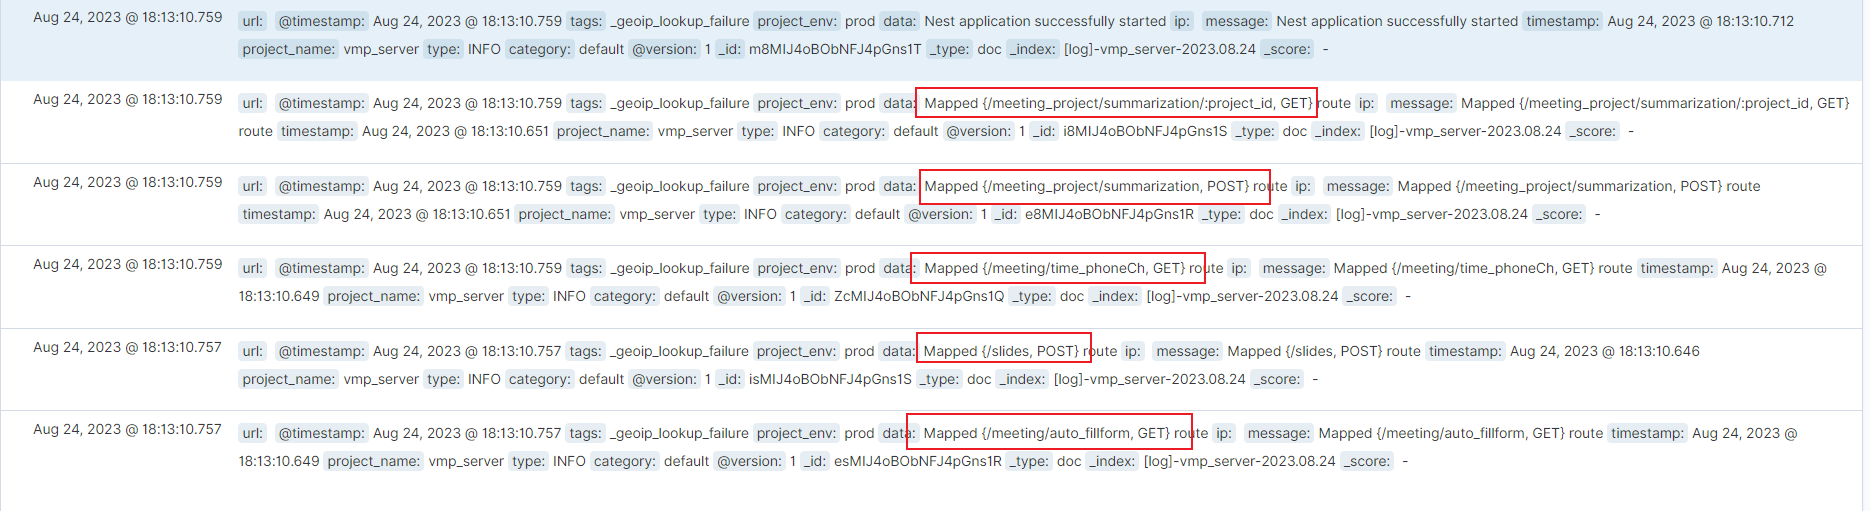 Aug 24, 2023 @ 18:13:10.759 url: @timestamp: Aug 24, 2023 @ 18:13:10.759 tags: _geoip_lookup_failure project_env: prod data: Nest application successfully started ip: message: Nest application successfully started timestamp: Aug 24, 2023 @ 18:13:10.712
project_name: vmp_server type: INFO category: default @version: 1 _id: m8MIJ4oBObNFJ4pGns1T _type: doc _index: [log]-vmp_server-2023.08.24 _score: -
Aug 24, 2023 @ 18:13:10.759 url: @timestamp: Aug 24, 2023 @ 18:13:10.759 tags: _geoip_lookup_failure project_env: prod data: Mapped {/meeting_project/summarization/:project_id, GET} route ip: message: Mapped {/meeting_project/summarization/:project_id, GET}
route timestamp: Aug 24, 2023 @ 18:13:10.651 project_name: vmp_server type: INFO category: default @version: 1 _id: i8MIJ4oBObNFJ4pGns1S _type: doc _index: [log]-vmp_server-2023.08.24 _score: -
Aug 24, 2023 @ 18:13:10.759 url: @timestamp: Aug 24, 2023 @ 18:13:10.759 tags: _geoip_lookup_failure project_env: prod data: Mapped {/meeting_project/summarization, POST} route ip: message: Mapped {/meeting_project/summarization, POST} route
timestamp: Aug 24, 2023 @ 18:13:10.651 project_name: vmp_server type: INFO category: default @version: 1 _id: e8MIJ4oBObNFJ4pGns1R _type: doc _index: [log]-vmp_server-2023.08.24 _score: -
Aug 24, 2023 @ 18:13:10.759 url: @timestamp: Aug 24, 2023 @ 18:13:10.759 tags: _geoip_lookup_failure project_env: prod data: Mapped {/meeting/time_phoneCh, GET} route ip: message: Mapped {/meeting/time_phoneCh, GET} route timestamp: Aug 24, 2023 @
18:13:10.649 project_name: vmp_server type: INFO category: default @version: 1 _id: ZcMIJ4oBObNFJ4pGns1Q _type: doc _index: [log]-vmp_server-2023.08.24 _score: -
Aug 24, 2023 @ 18:13:10.757 url: @timestamp: Aug 24, 2023 @ 18:13:10.757 tags: _geoip_lookup_failure project_env: prod data: Mapped {/slides, POST} route ip: message: Mapped {/slides, POST} route timestamp: Aug 24, 2023 @ 18:13:10.646
project_name: vmp_server type: INFO category: default @version: 1 _id: isMIJ4oBObNFJ4pGns1S _type: doc _index: [log]-vmp_server-2023.08.24 _score: -
Aug 24, 2023 @ 18:13:10.757 url: @timestamp: Aug 24, 2023 @ 18:13:10.757 tags: _geoip_lookup_failure project_env: prod data: Mapped {/meeting/auto_fillform, GET} route ip: message: Mapped {/meeting/auto_fillform, GET} route timestamp: Aug 24, 2023 @
18:13:10.649 project_name: vmp_server type: INFO category: default @version: 1 _id: esMIJ4oBObNFJ4pGns1R _type: doc _index: [log]-vmp_server-2023.08.24 _score: -